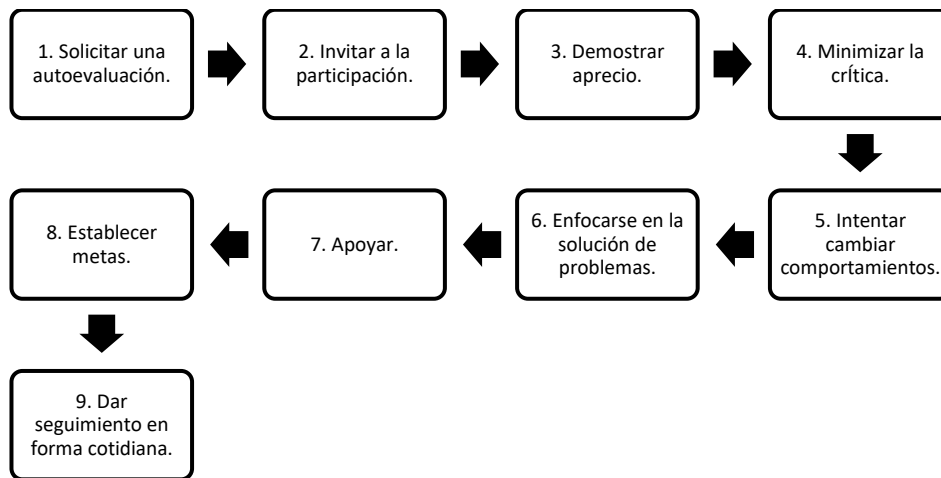 1. Solicitar una
autoevaluación.
2. Invitar a la
participación.
3. Demostrar
aprecio.
4. Minimizar la
crÍtica.
5. Intentar
cambiar
comportamientos.
6. Enfocarse en la
solución de
problemas.
7. Apoyar.
8. Establecer
metas.
9. Dar
seguimiento en
forma cotidiana.